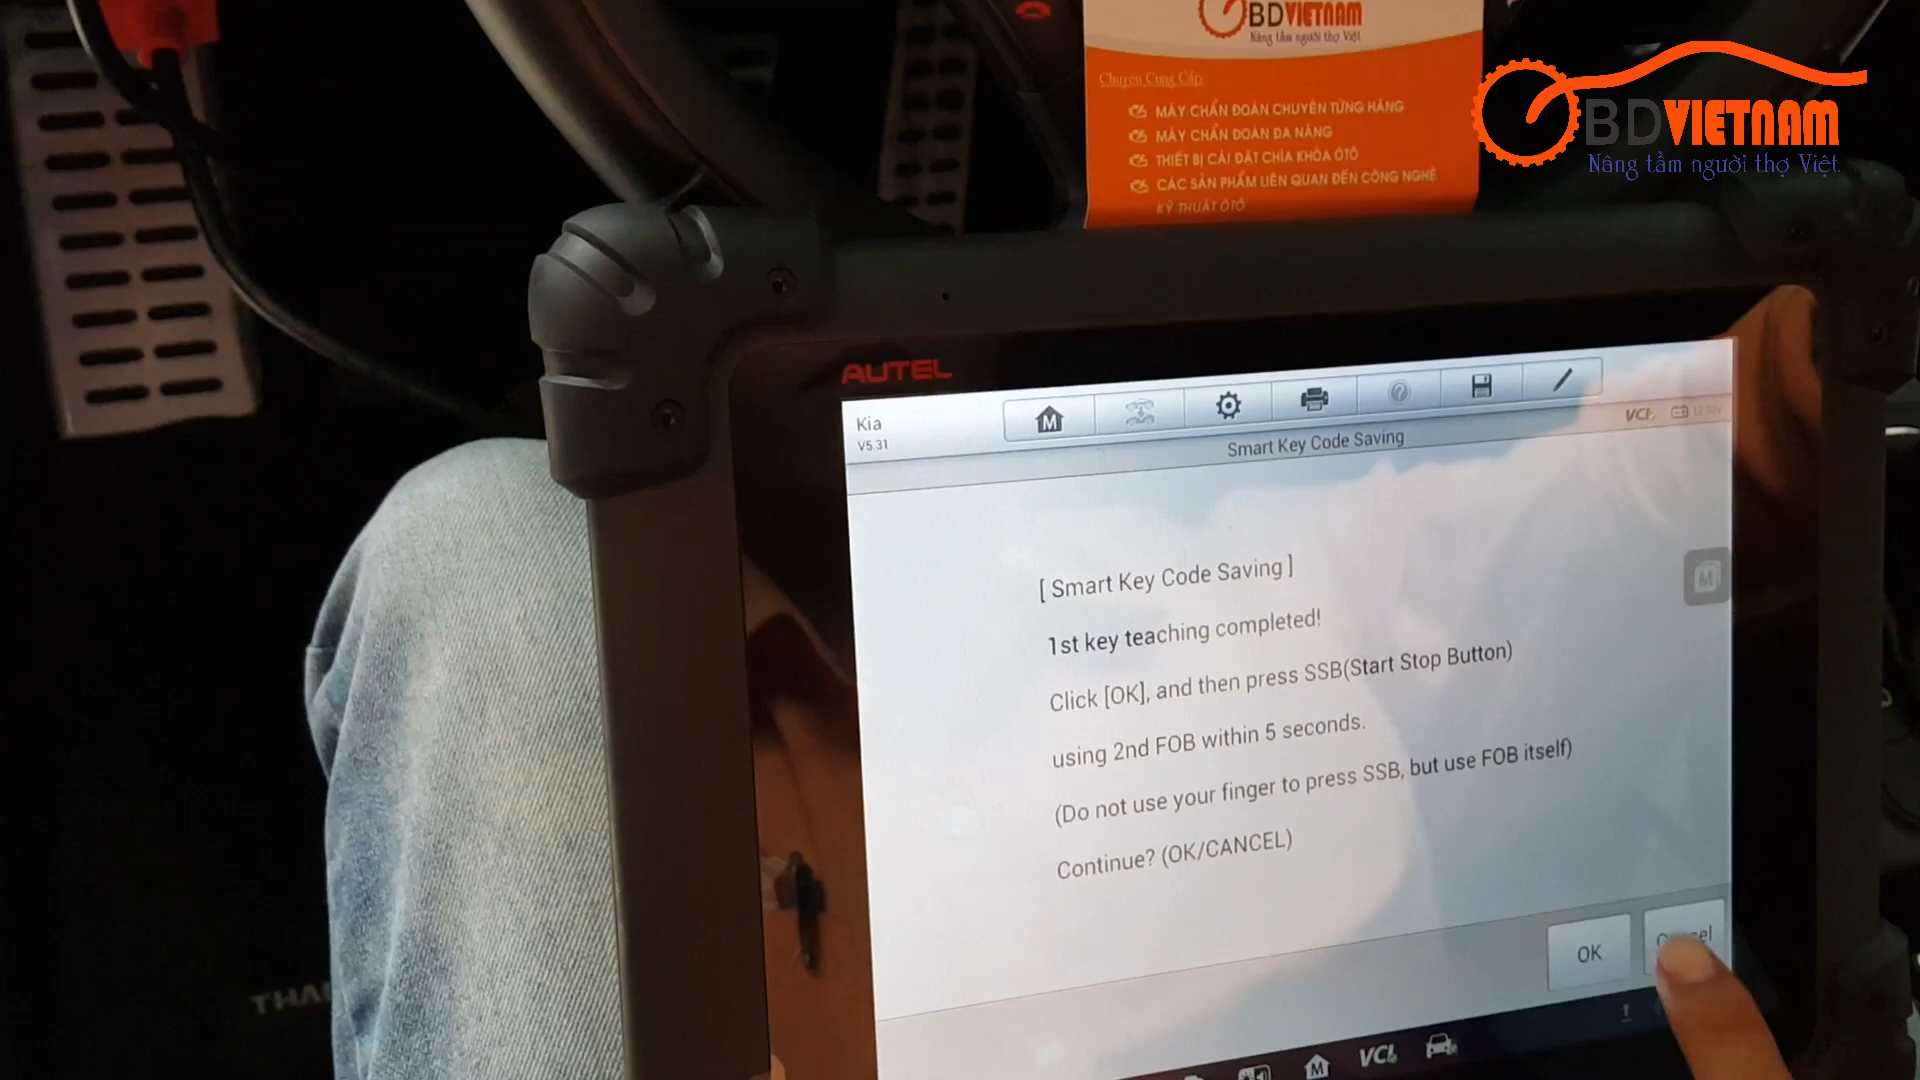 BDVIETNAM
Nâng tầm người thợ Việt
Chuyên Cung Cấp:
MÁY CHẨN ĐOÁN CHUYÊN TỪNG HÃNG
MÁY CHẨN ĐOÁN ĐA NĂNG
THIẾT BỊ CÀI ĐẶT CHÌA KHÓA ÔTÔ
CÁC SẢN PHẨM LIÊN QUAN ĐẾN CÔNG NGHỆ
KỸ THUẬT ÔTÔ
BDVIETNAM
Nâng tầm người thợ Việt
AUTEL
Kia
V5.31
M
VCI
Smart Key Code Saving
[ Smart Key Code Saving ]
1st key teaching completed!
Click [OK], and then press SSB(Start Stop Button)
using 2nd FOB within 5 seconds.
(Do not use your finger to press SSB, but use FOB itself)
Continue? (OK/CANCEL)
M
OK
Cancel
M
VCI